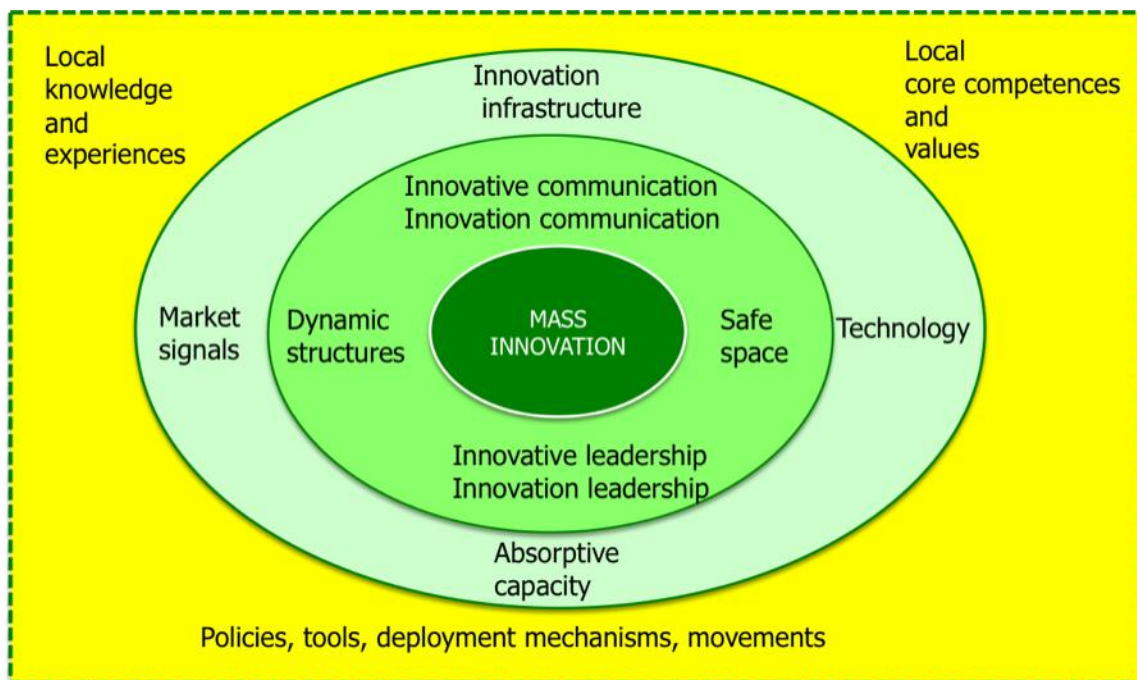 Local
knowledge
and
experiences
Local
core competences
and
values
Innovation
infrastructure
Innovative communication
Innovation communication
Market
signals
Dynamic
structures
MASS
INNOVATION
Safe
space
Technology
Innovative leadership
Innovation leadership
Absorptive
capacity
Policies, tools, deployment mechanisms, movements